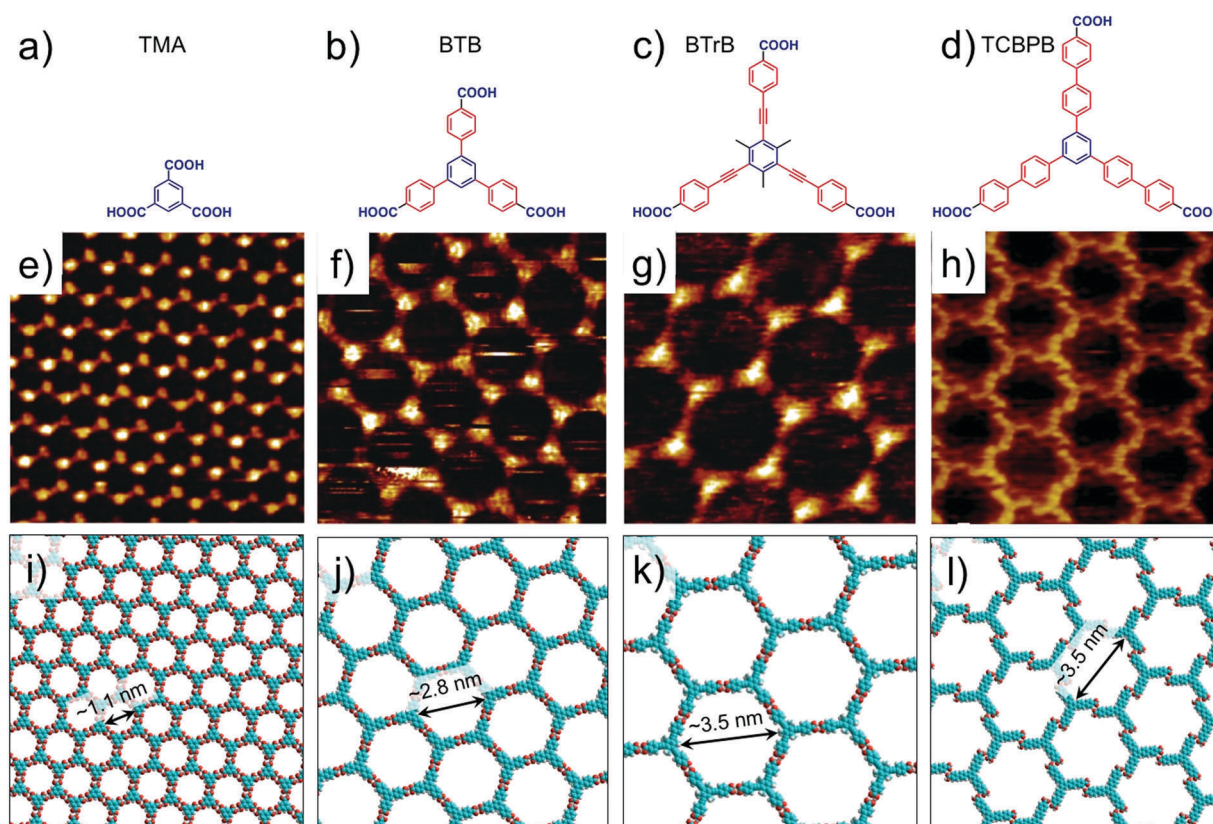 a) TMA
b) BTB
c) BTrB
d) TCBPB
COOH
HOOC COOH
COOH
HOOC COOH
COOH
HOOC COOH
COOH
HOOC COOH
e)
f)
g)
h)
i)
~1.1 nm
j)
~2.8 nm
k)
~3.5 nm
l)
~3.5 nm